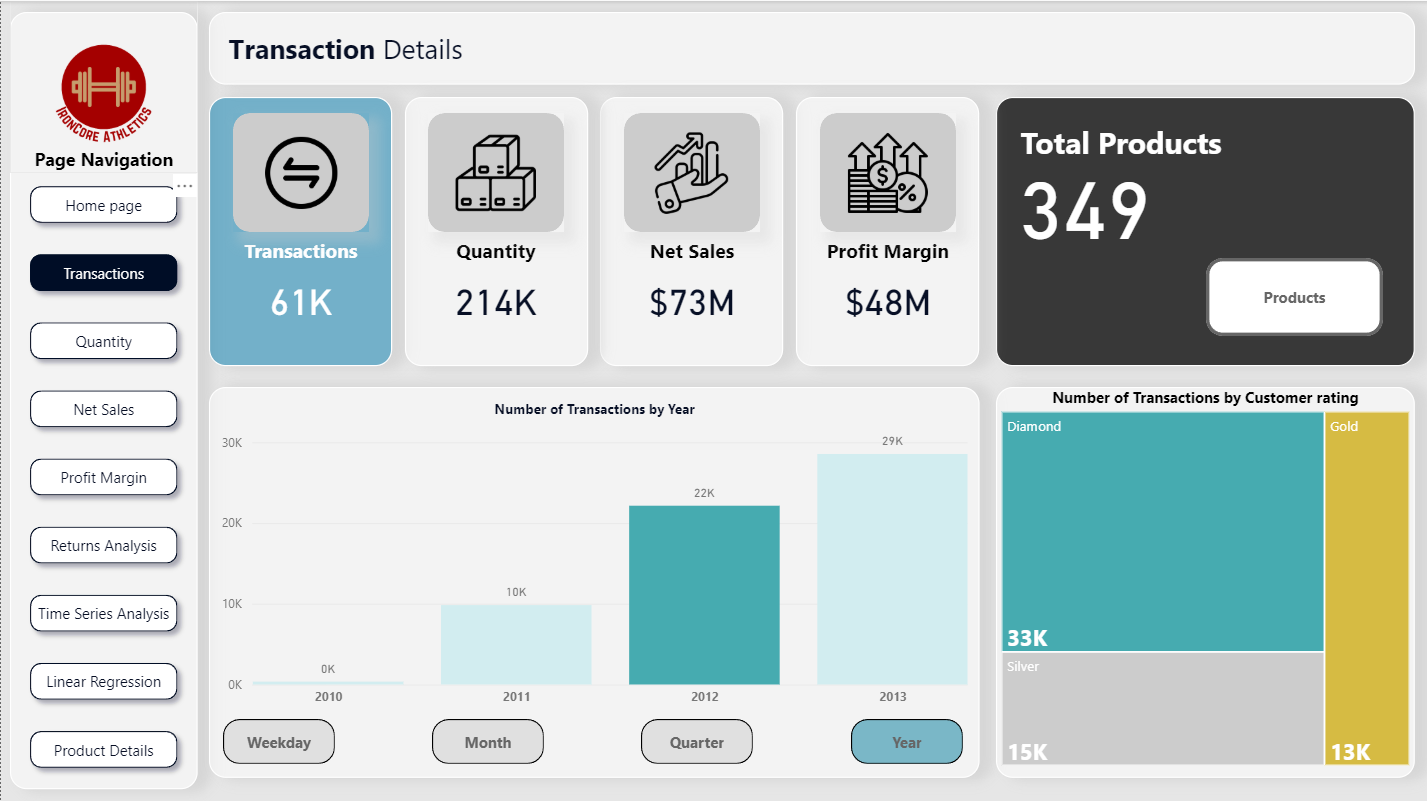 IRONCORE ATHLETICS
Page Navigation
Home page
Transactions
Quantity
Net Sales
Profit Margin
Returns Analysis
Time Series Analysis
Linear Regression
Product Details
Transaction Details
Transactions
61K
Quantity
214K
Net Sales
$73M
$
%
Profit Margin
$48M
Total Products
349
Products
Number of Transactions by Year
30K
20K
10K
0K
0K
10K
22K
29K
2010
2011
2012
2013
Weekday
Month
Quarter
Year
Number of Transactions by Customer rating
Diamond
33K
Silver
15K
Gold
13K